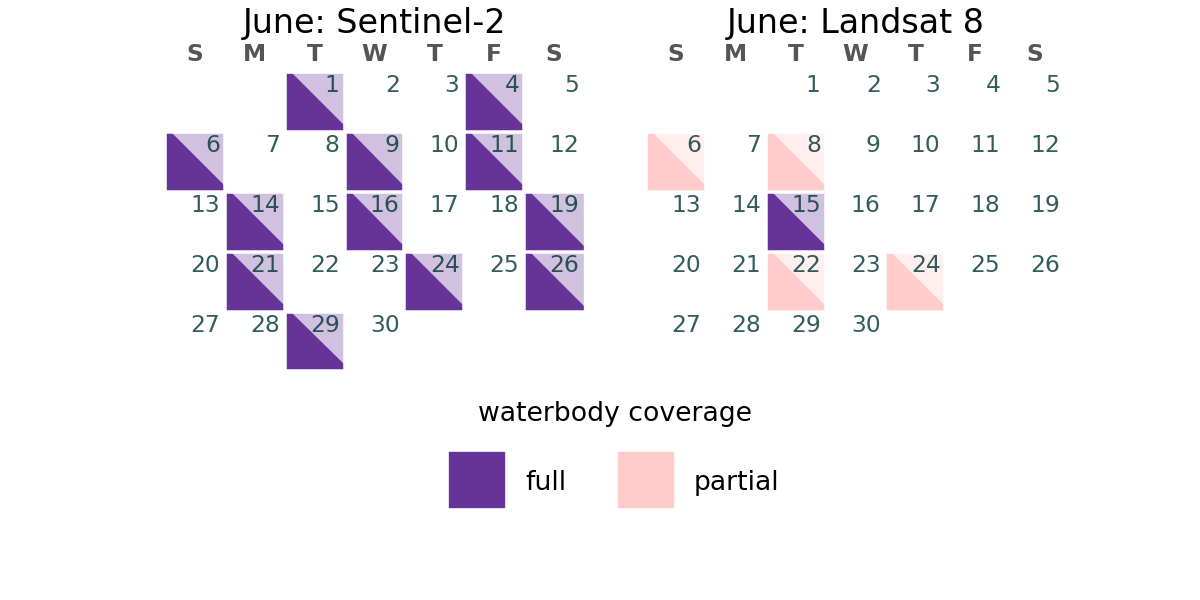 June: Sentinel-2
S M T W T F S
1 2 3 4 5
6 7 8 9 10 11 12
13 14 15 16 17 18 19
20 21 22 23 24 25 26
27 28 29 30
June: Landsat 8
S M T W T F S
1 2 3 4 5
6 7 8 9 10 11 12
13 14 15 16 17 18 19
20 21 22 23 24 25 26
27 28 29 30
waterbody coverage
full
partial